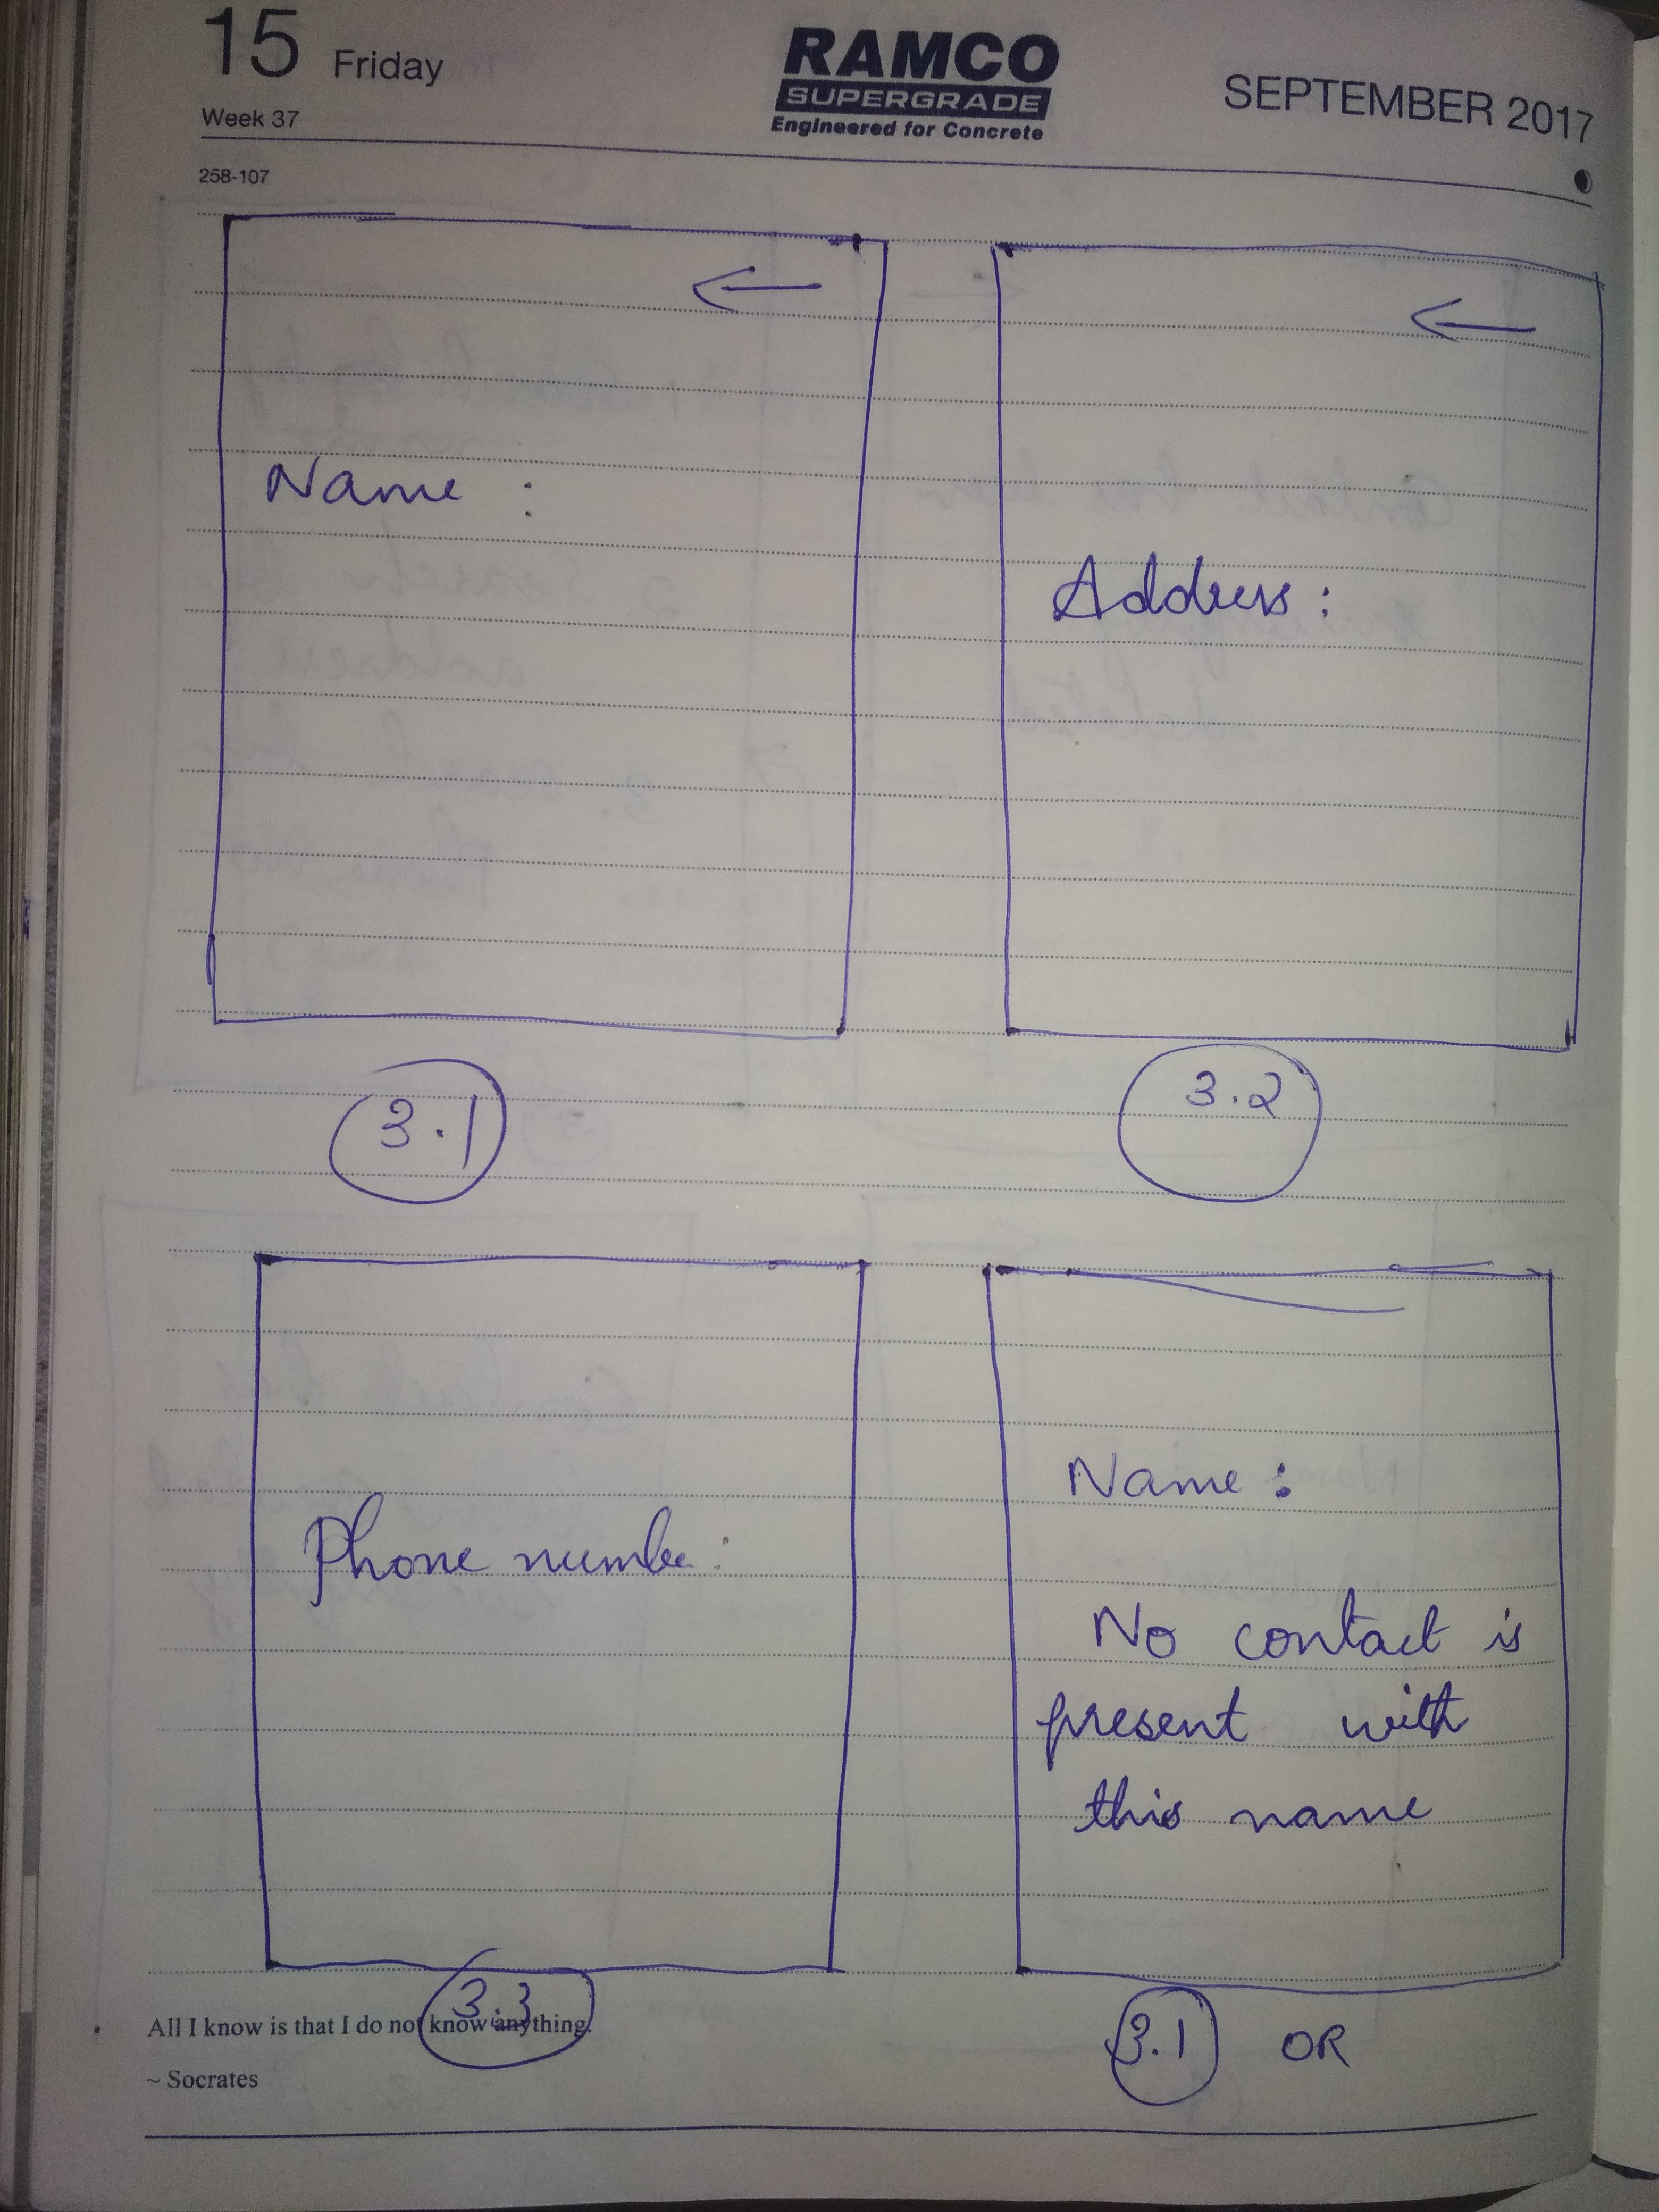 15 Friday
RAMCO
SUPERGRADE
Engineered for Concrete
SEPTEMBER 2017
Week 37
258-107
Name :
Address :
3.1
3.2
Phone numbe :
Name :
No contact is
present with
this name
3.3
3.1 OR
All I know is that I do not know anything.
~ Socrates